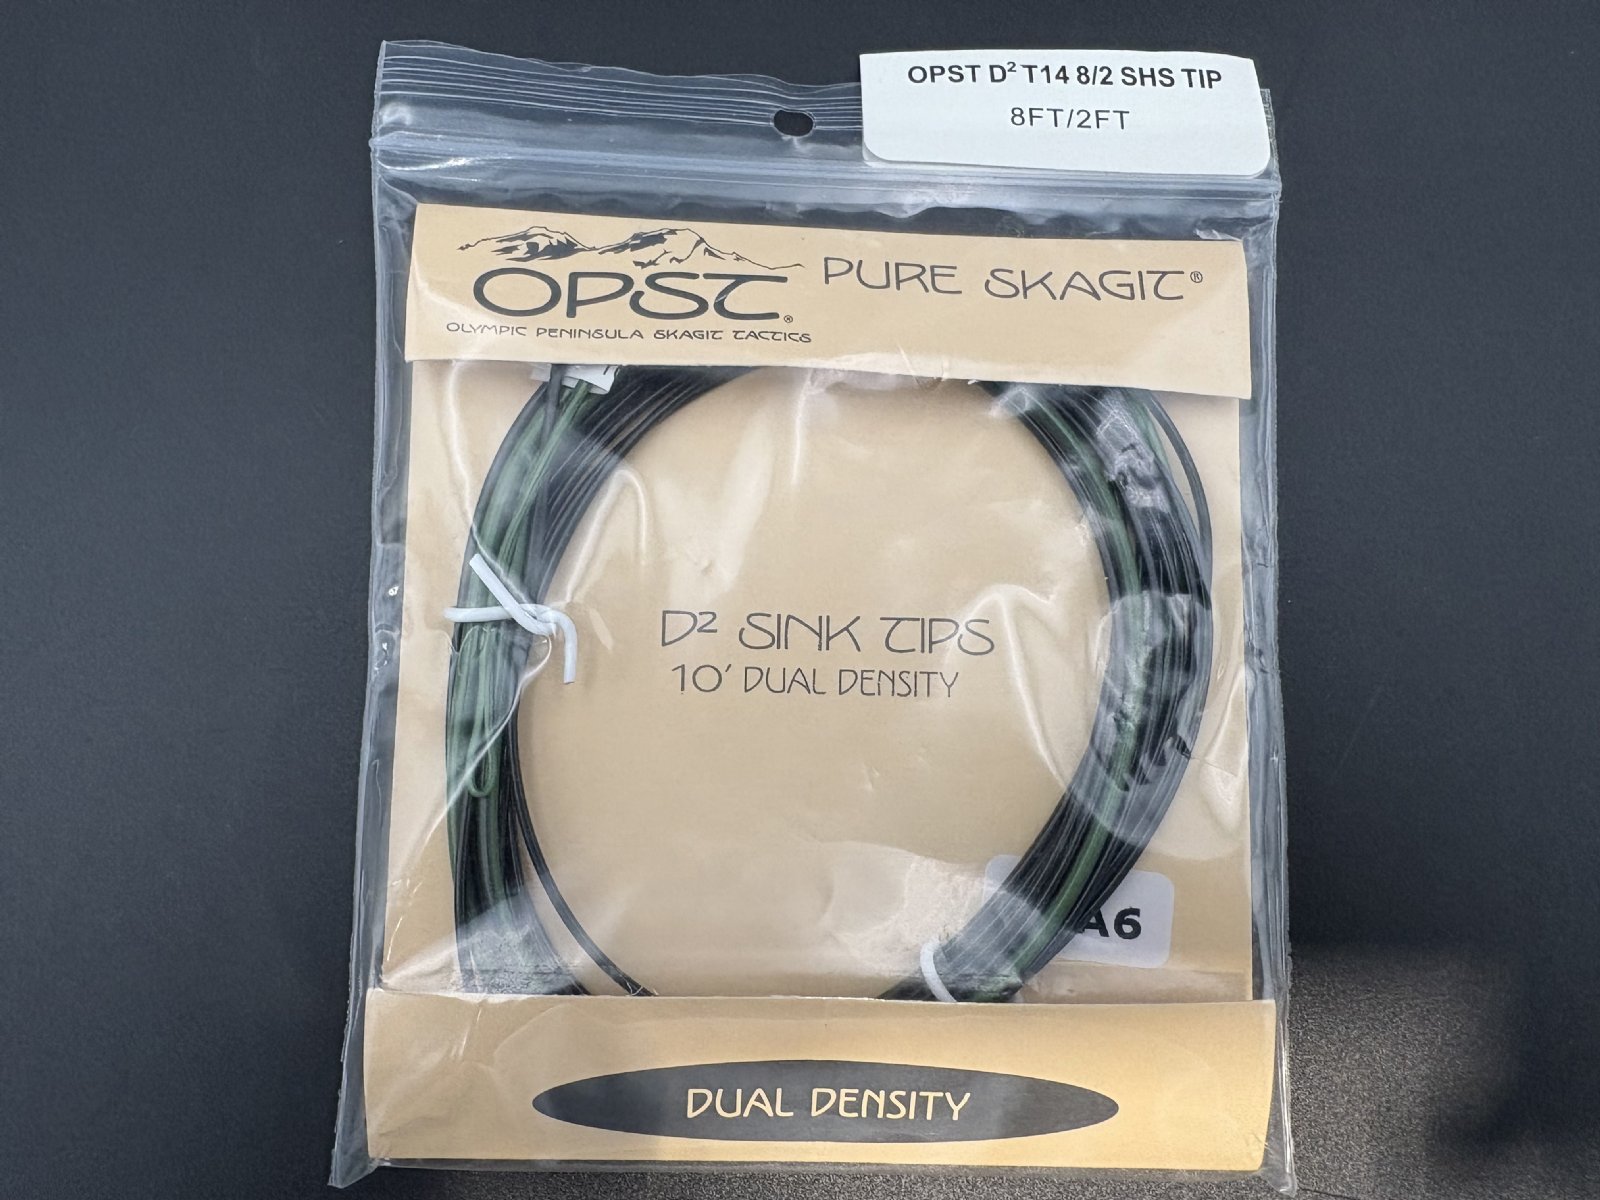 OPST D² T14 8/2 SHS TIP
8FT/2FT
OPST® PURE SKAGIT®
OLYMPIC PENINSULA SKAGIT TACTICS
D² SINK TIPS
10' DUAL DENSITY
A6
DUAL DENSITY